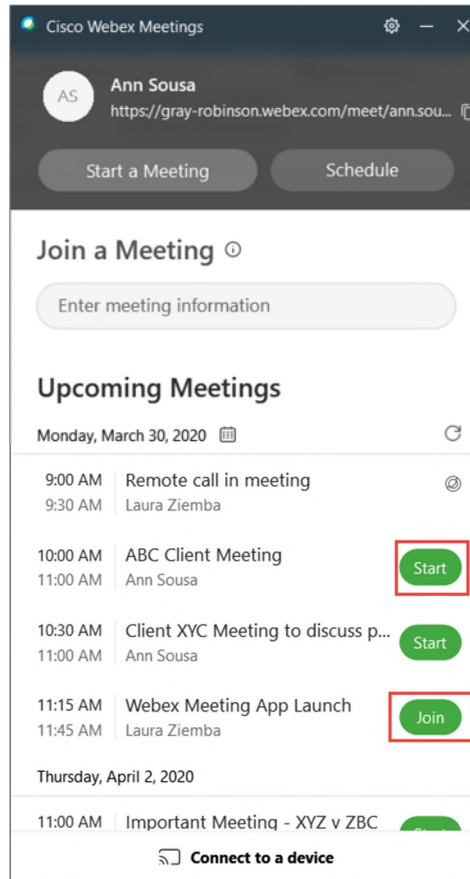 Cisco Webex Meetings
AS
Ann Sousa
https://gray-robinson.webex.com/meet/ann.sou...
Start a Meeting
Schedule
Join a Meeting
Enter meeting information
Upcoming Meetings
Monday, March 30, 2020
9:00 AM Remote call in meeting
9:30 AM Laura Ziemba
10:00 AM ABC Client Meeting
11:00 AM Ann Sousa
Start
10:30 AM Client XYC Meeting to discuss p...
11:00 AM Ann Sousa
Start
11:15 AM Webex Meeting App Launch
11:45 AM Laura Ziemba
Join
Thursday, April 2, 2020
11:00 AM Important Meeting - XYZ v ZBC
Connect to a device